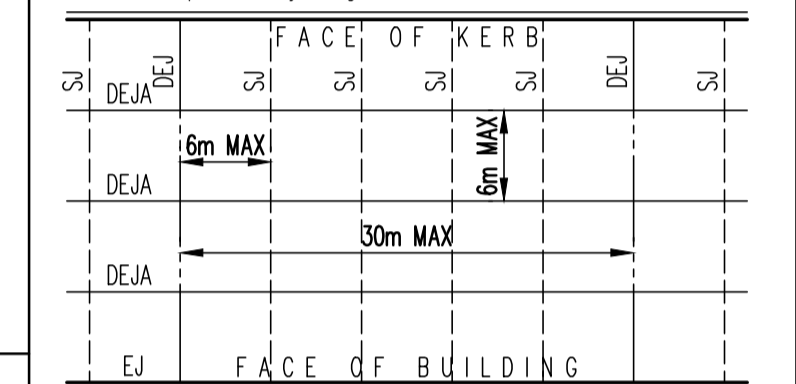 FACE OF KERB
SJ DEJ SJ SJ SJ SJ DEJ SJ
DEJA
6m MAX
6m MAX
DEJA
30m MAX
DEJA
EJ
FACE OF BUILDING